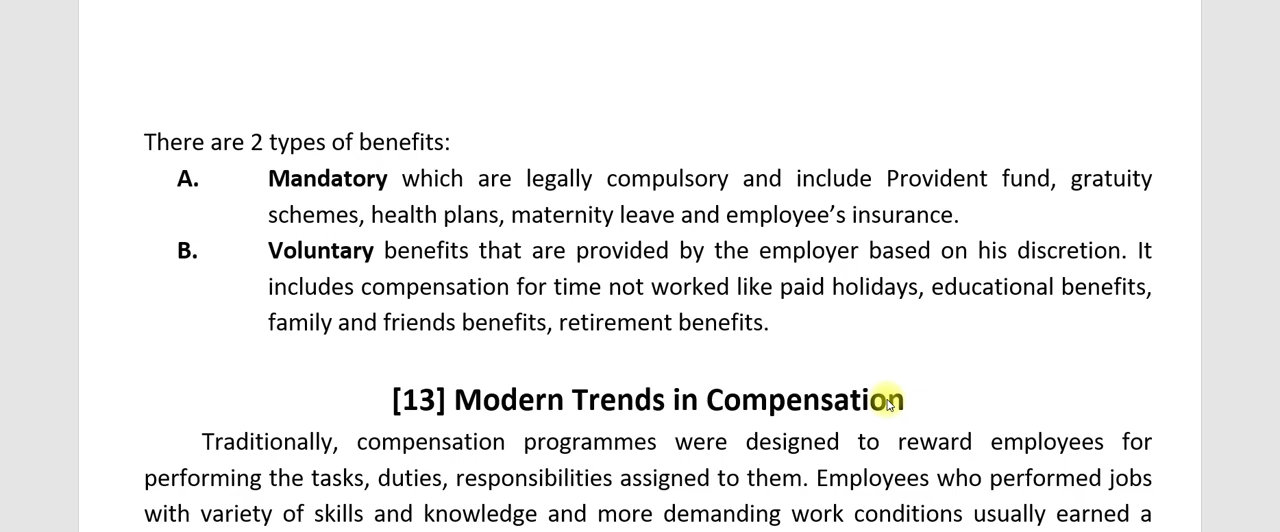 There are 2 types of benefits:
A. Mandatory which are legally compulsory and include Provident fund, gratuity
schemes, health plans, maternity leave and employee’s insurance.
B. Voluntary benefits that are provided by the employer based on his discretion. It
includes compensation for time not worked like paid holidays, educational benefits,
family and friends benefits, retirement benefits.
[13] Modern Trends in Compensation
Traditionally, compensation programmes were designed to reward employees for
performing the tasks, duties, responsibilities assigned to them. Employees who performed jobs
with variety of skills and knowledge and more demanding work conditions usually earned a